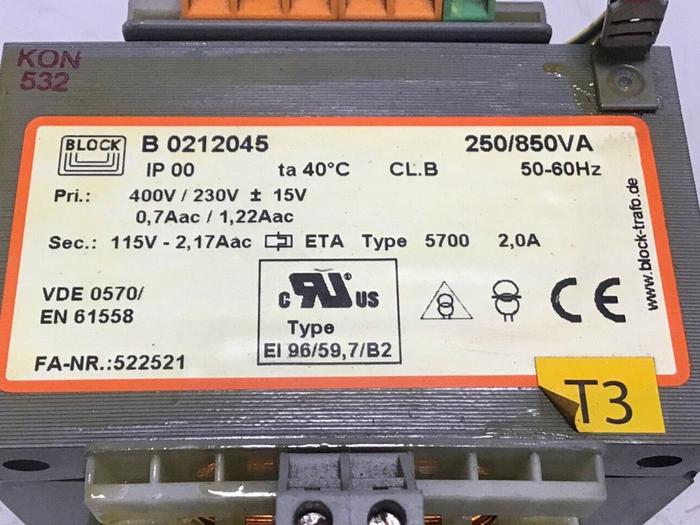 KON
532
BLOCK
B 0212045
250/850VA
IP 00 ta 40°C CL.B 50-60Hz
Pri.: 400V / 230V ± 15V
0,7Aac / 1,22Aac
Sec.: 115V - 2,17Aac ETA Type 5700 2,0A
VDE 0570/
EN 61558
FA-NR.:522521
c RU ® US
Type
EI 96/59,7/B2
CE
www.block-trafo.de
T3